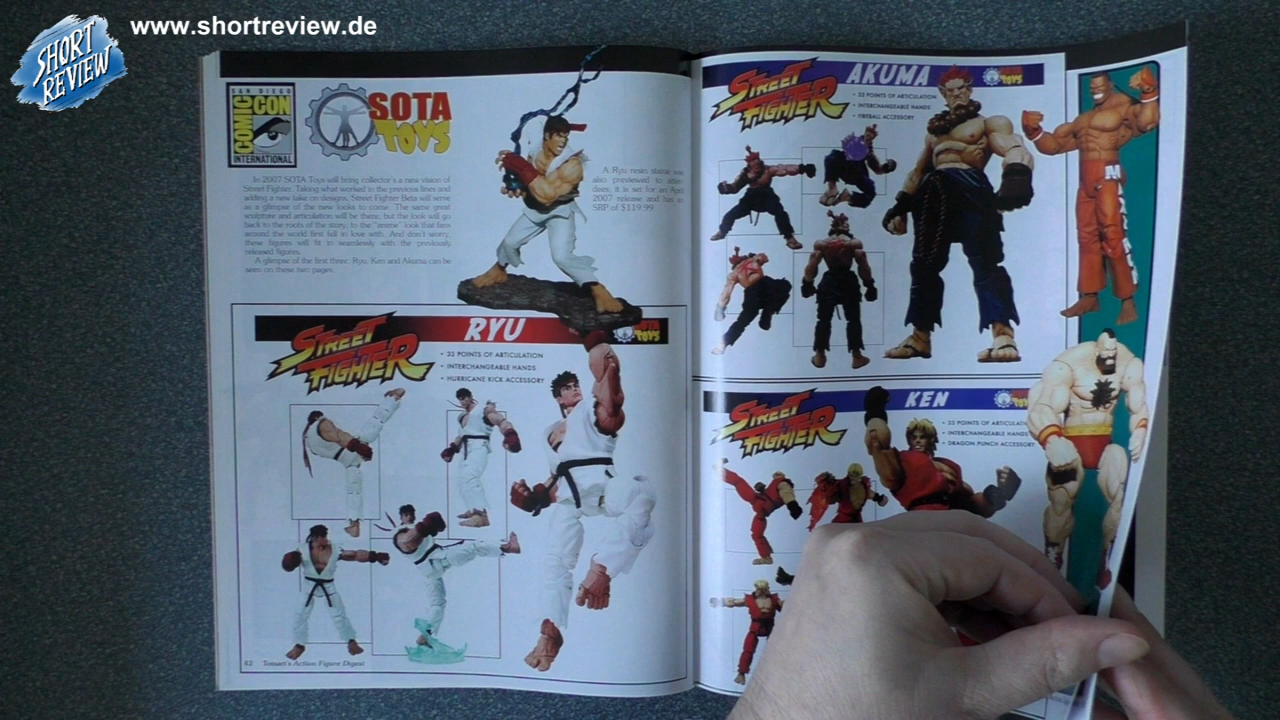 www.shortreview.de
SHORT
REVIEW
SAN DIEGO
COMIC
CON
INTERNATIONAL
SOTA
TOYS
In 2007 SOTA Toys will bring collector's a new vision of
Street Fighter. Taking what worked in the previous lines and
adding a new take on designs, Street Fighter Beta will serve
as a glimpse of the new looks to come. The same great
sculpture and articulation will be there, but the look will go
back to the roots of the story, to the "anime" look that fans
around the world first fell in love with. And don't worry,
these figures will fit in seamlessly with the previously
released figures.
A glimpse of the first three: Ryu, Ken and Akuma can be
seen on these two pages.
A Ryu resin statue was
also previewed to atten-
dees, it is set for an April
2007 release and has a
SRP of $119.99.
STREET
FIGHTER
RYU
SOTA
TOYS
• 33 POINTS OF ARTICULATION
• INTERCHANGEABLE HANDS
• HURRICANE KICK ACCESSORY
62 Tomart's Action Figure Digest
STREET
FIGHTER
AKUMA
SOTA
TOYS
• 33 POINTS OF ARTICULATION
• INTERCHANGEABLE HANDS
• FIREBALL ACCESSORY
STREET
FIGHTER
KEN
• 33 POINTS OF ARTICULATION
• INTERCHANGEABLE HANDS
• DRAGON PUNCH ACCESSORY